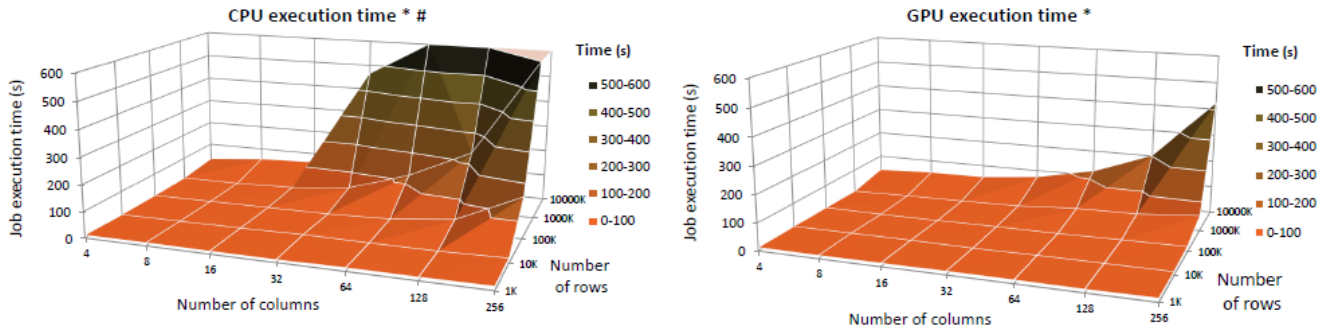 CPU execution time * #
Job execution time (s)
600
500
400
300
200
100
0
4
8
16
32
64
128
256
Number of columns
1K
10K
100K
1000K
10000K
Number
of rows
Time (s)
500-600
400-500
300-400
200-300
100-200
0-100
GPU execution time *
Job execution time (s)
600
500
400
300
200
100
0
4
8
16
32
64
128
256
Number of columns
1K
10K
100K
1000K
10000K
Number
of rows
Time (s)
500-600
400-500
300-400
200-300
100-200
0-100